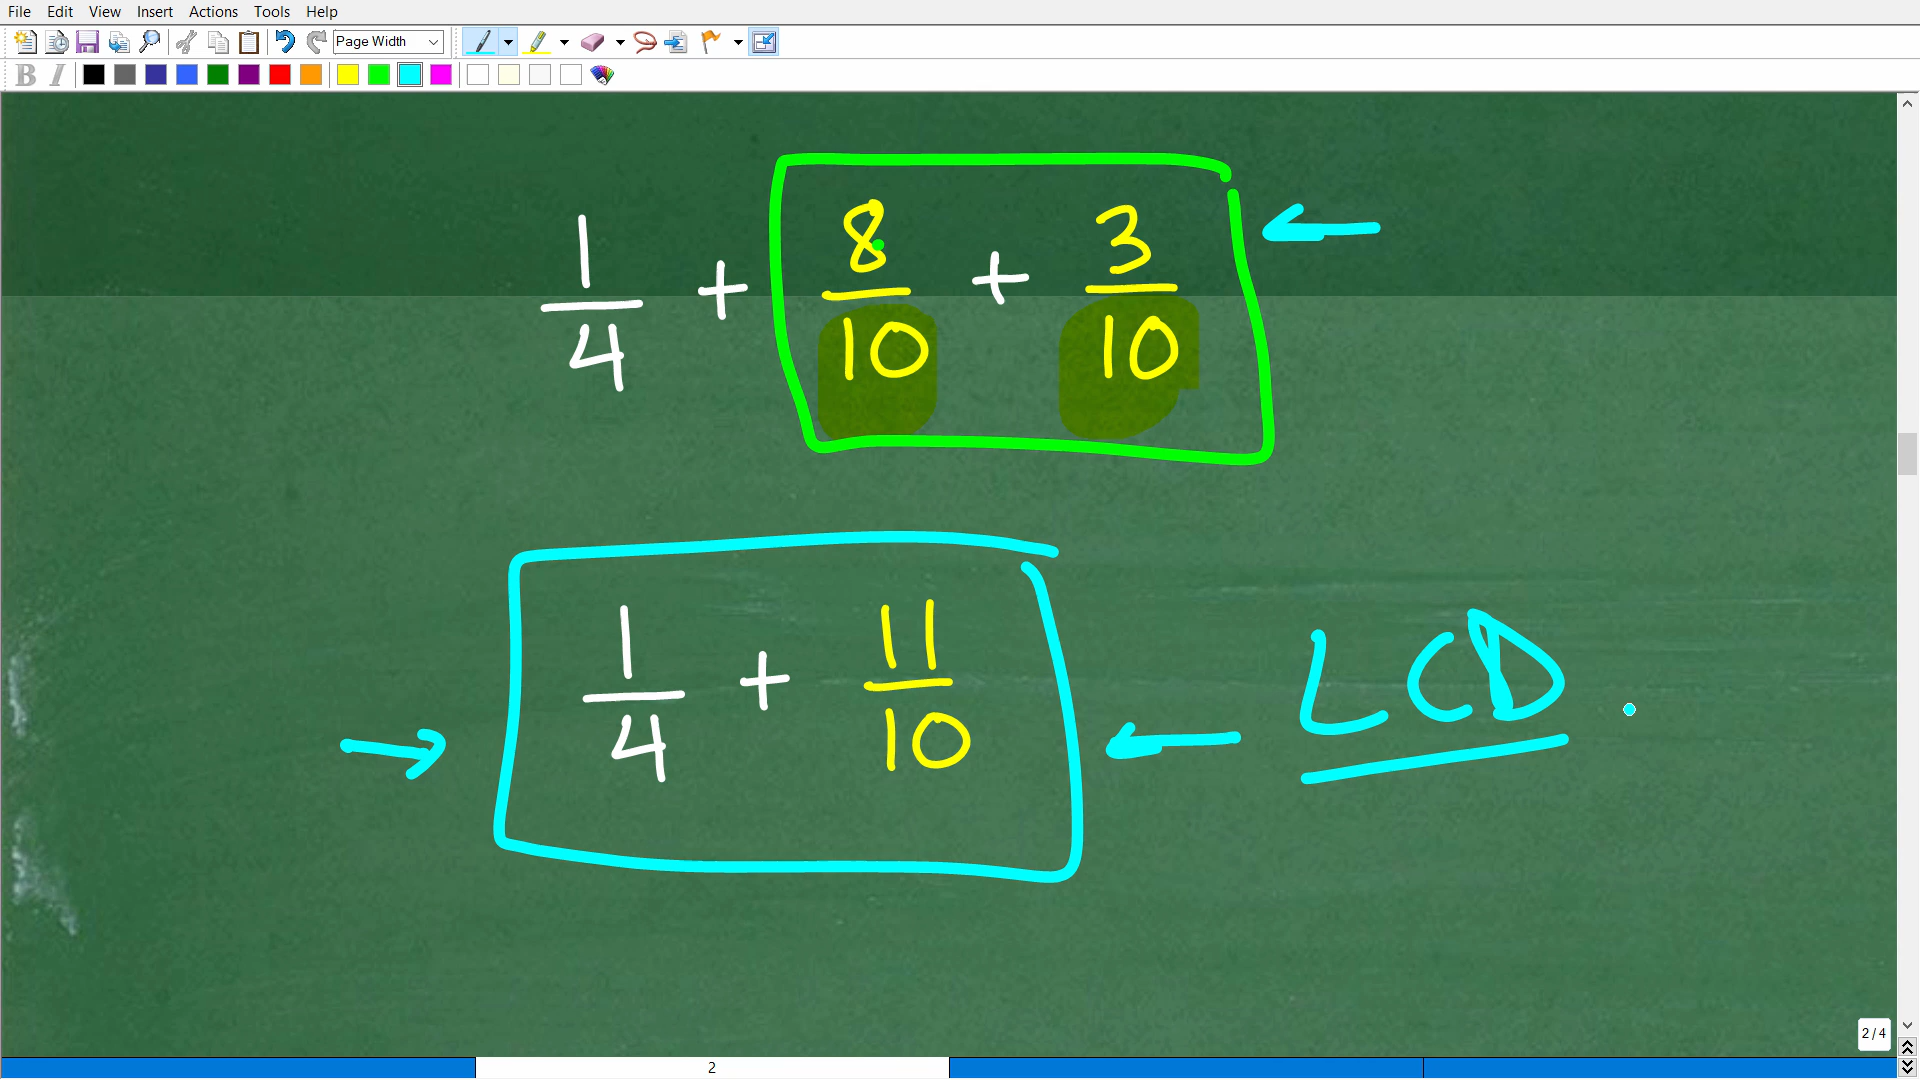 File Edit View Insert Actions Tools Help
Page Width
B I
1/4 + 8/10 + 3/10
1/4 + 11/10
LCD
2 / 4
2